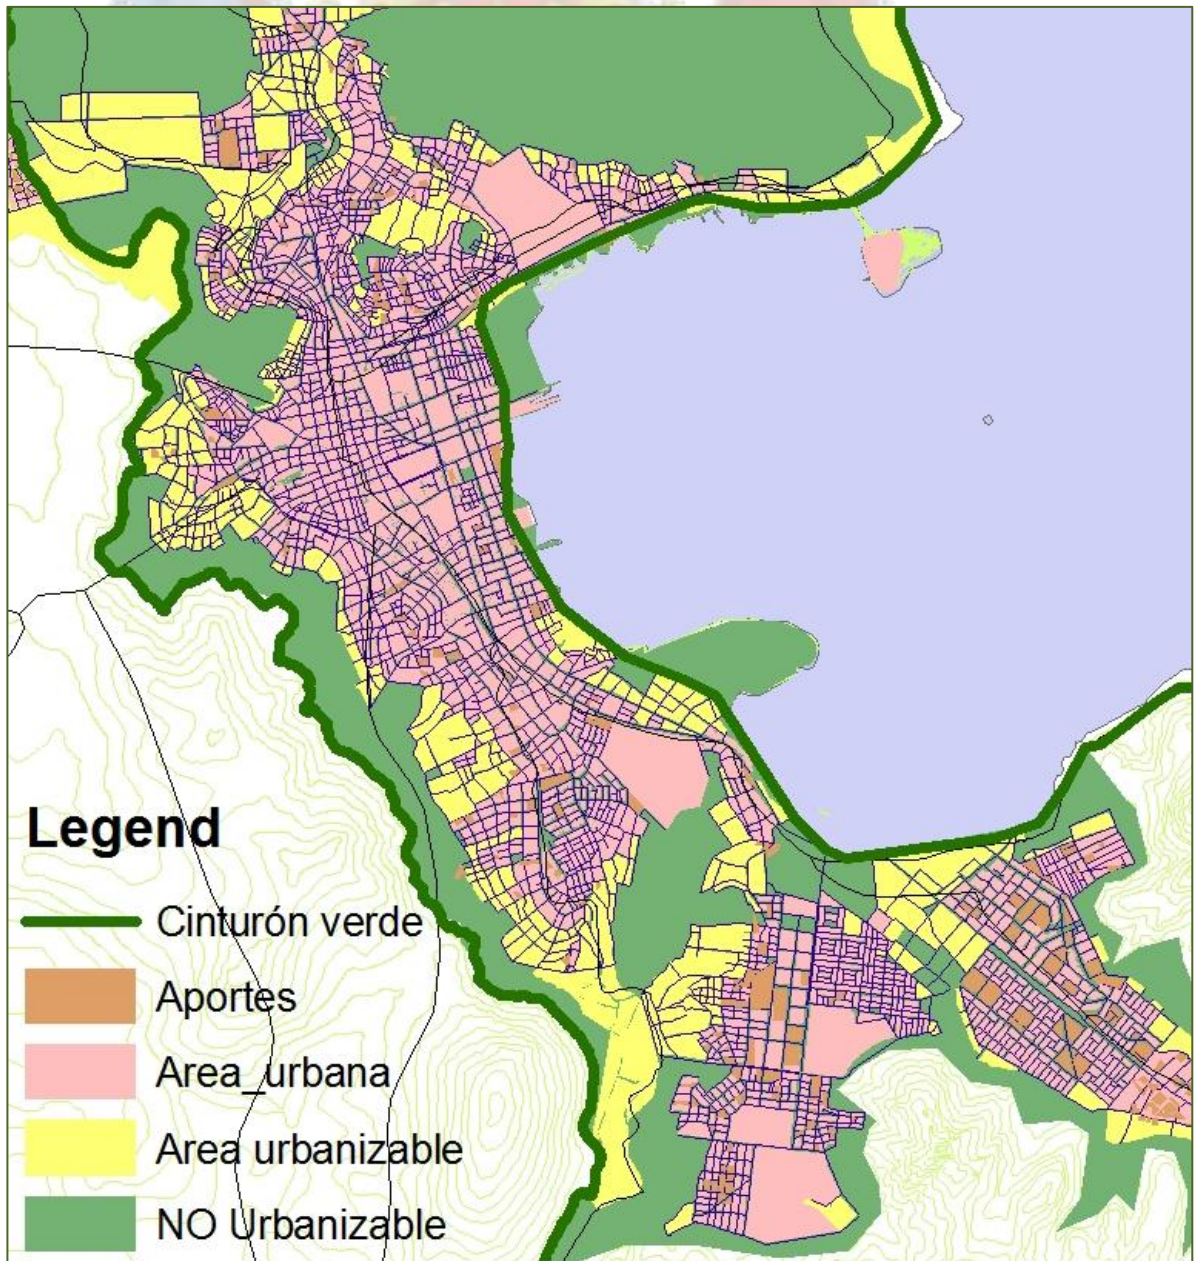 Legend
Cinturón verde
Aportes
Area_urbana
Area urbanizable
NO Urbanizable